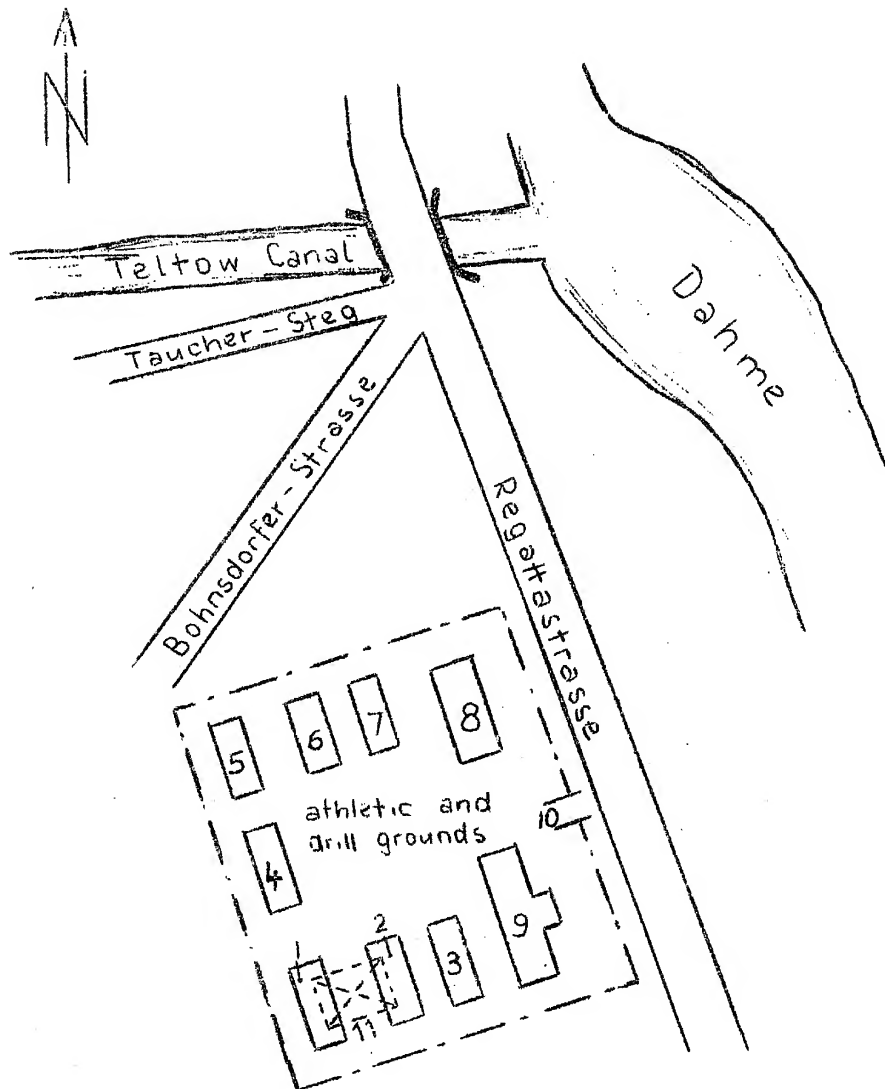 N
Teltow Canal
Taucher-Steg
Dahme
Bohnsdorfer-Strasse
Regattastrasse
5
6
7
8
athletic and
drill grounds
10
4
1
2
3
9
11